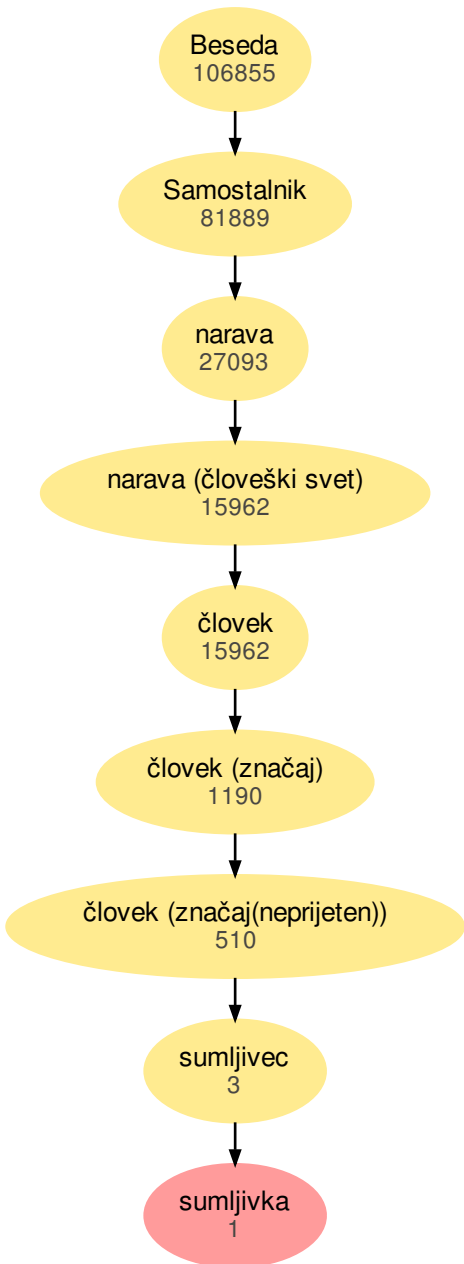 Beseda
106855
Samostalnik
81889
narava
27093
narava (človeški svet)
15962
človek
15962
človek (značaj)
1190
človek (značaj(neprijeten))
510
sumljivec
3
sumljivka
1